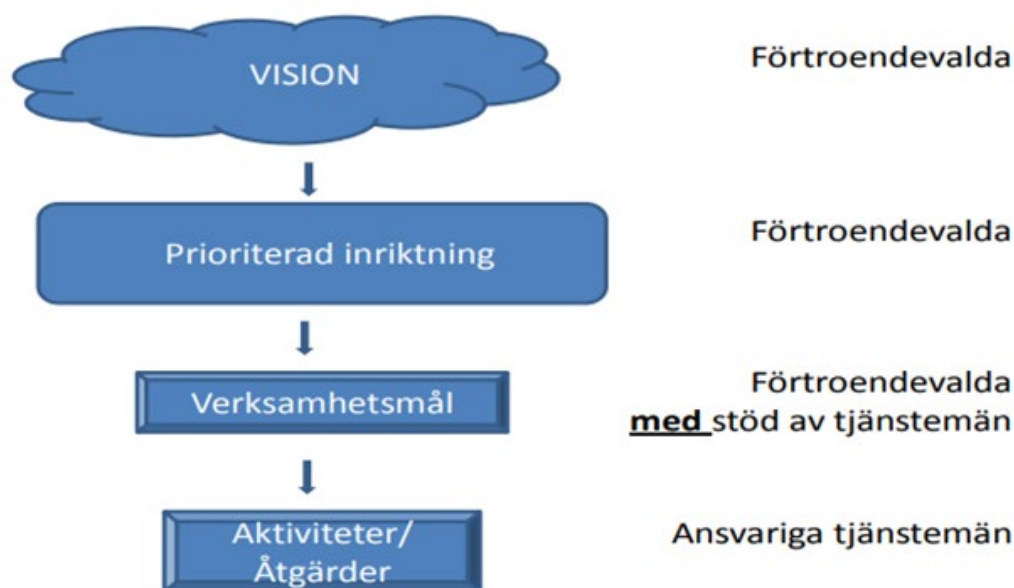 VISION
Förtroendevalda
Prioriterad inriktning
Förtroendevalda
Verksamhetsmål
Förtroendevalda
med stöd av tjänstemän
Aktiviteter/
Åtgärder
Ansvariga tjänstemän